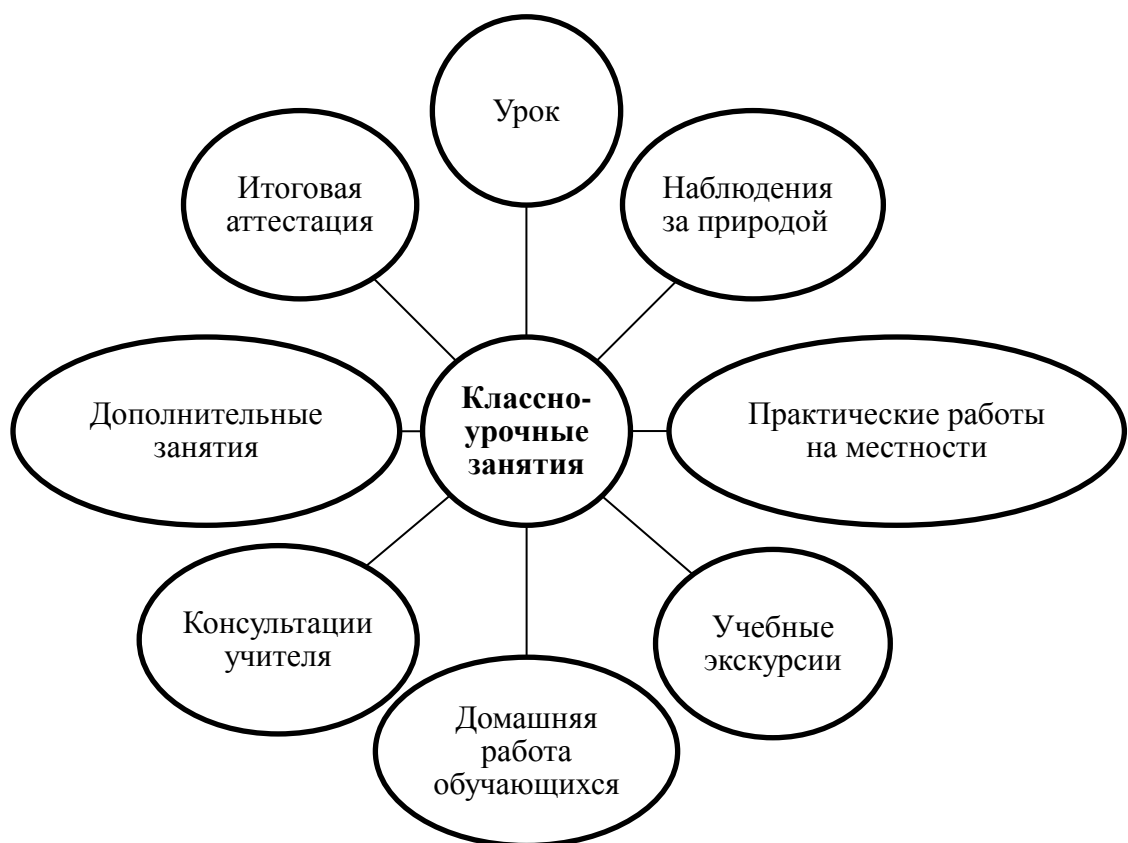 Урок
Итоговая
аттестация
Наблюдения
за природой
Дополнительные
занятия
Классно-
урочные
занятия
Практические работы
на местности
Консультации
учителя
Учебные
экскурсии
Домашняя
работа
обучающихся